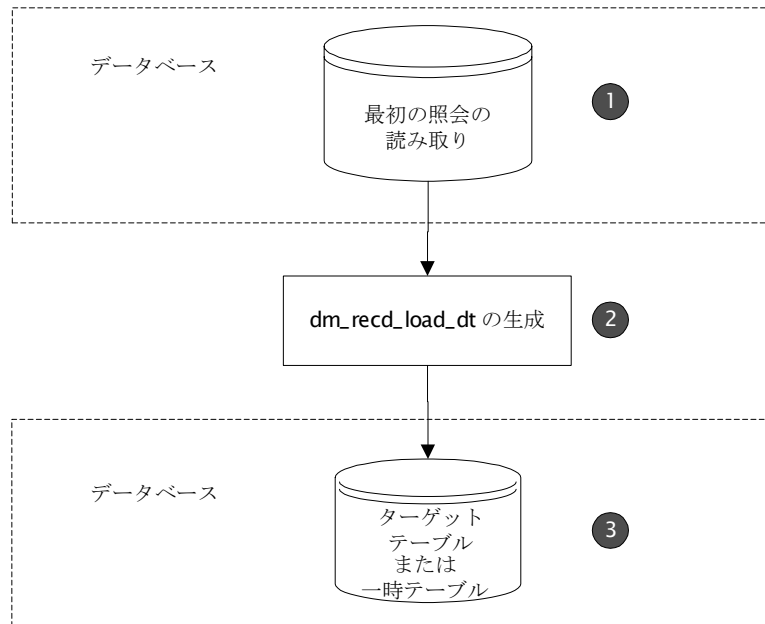 データベース
最初の照会の
読み取り
1
dm_recd_load_dt の生成
2
データベース
ターゲット
テーブル
または
一時テーブル
3